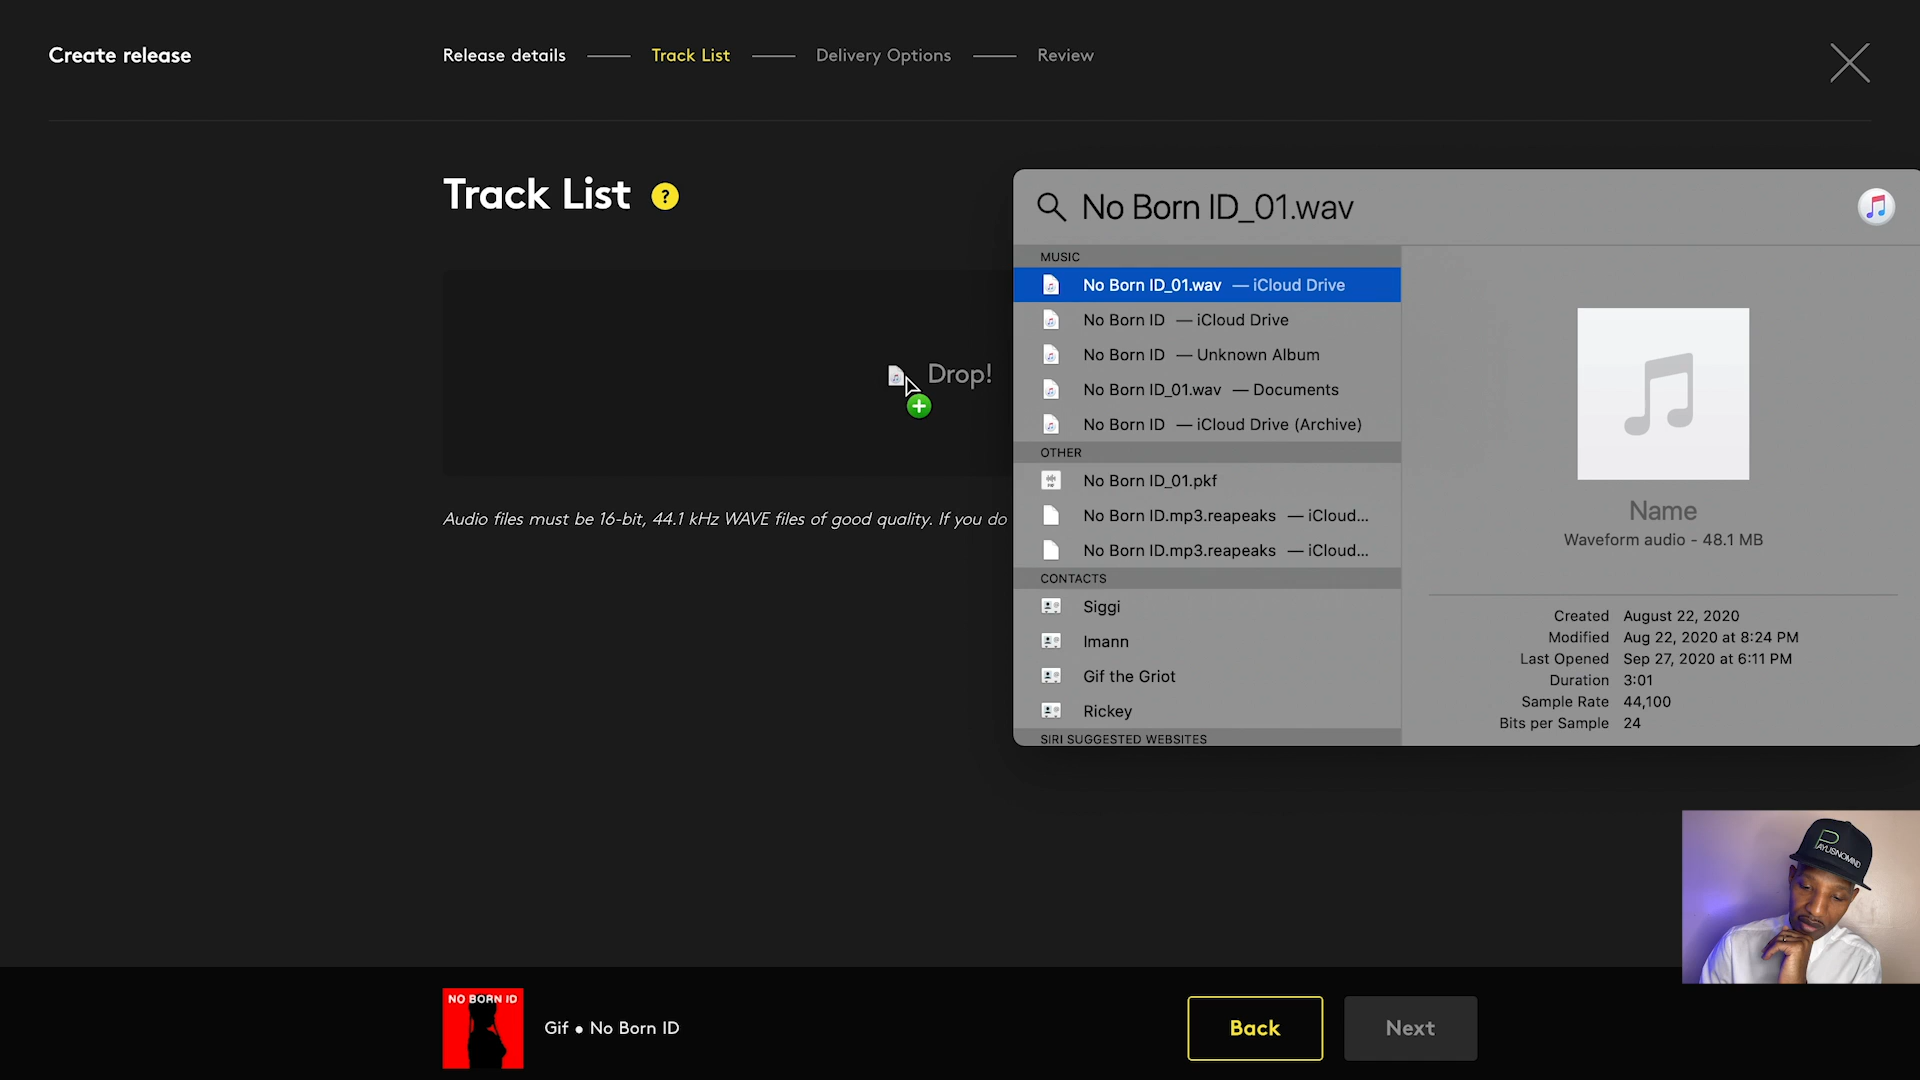 Create release
Release details
Track List
Delivery Options
Review
Track List ?
Drop!
Audio files must be 16-bit, 44.1 kHz WAVE files of good quality. If you do
No Born ID_01.wav
MUSIC
No Born ID_01.wav — iCloud Drive
No Born ID — iCloud Drive
No Born ID — Unknown Album
No Born ID_01.wav — Documents
No Born ID — iCloud Drive (Archive)
OTHER
No Born ID_01.pkf
No Born ID.mp3.reapeaks — iCloud...
No Born ID.mp3.reapeaks — iCloud...
CONTACTS
Siggi
Imann
Gif the Griot
Rickey
SIRI SUGGESTED WEBSITES
Name
Waveform audio - 48.1 MB
Created August 22, 2020
Modified Aug 22, 2020 at 8:24 PM
Last Opened Sep 27, 2020 at 6:11 PM
Duration 3:01
Sample Rate 44,100
Bits per Sample 24
NO BORN ID
Gif • No Born ID
Back
Next